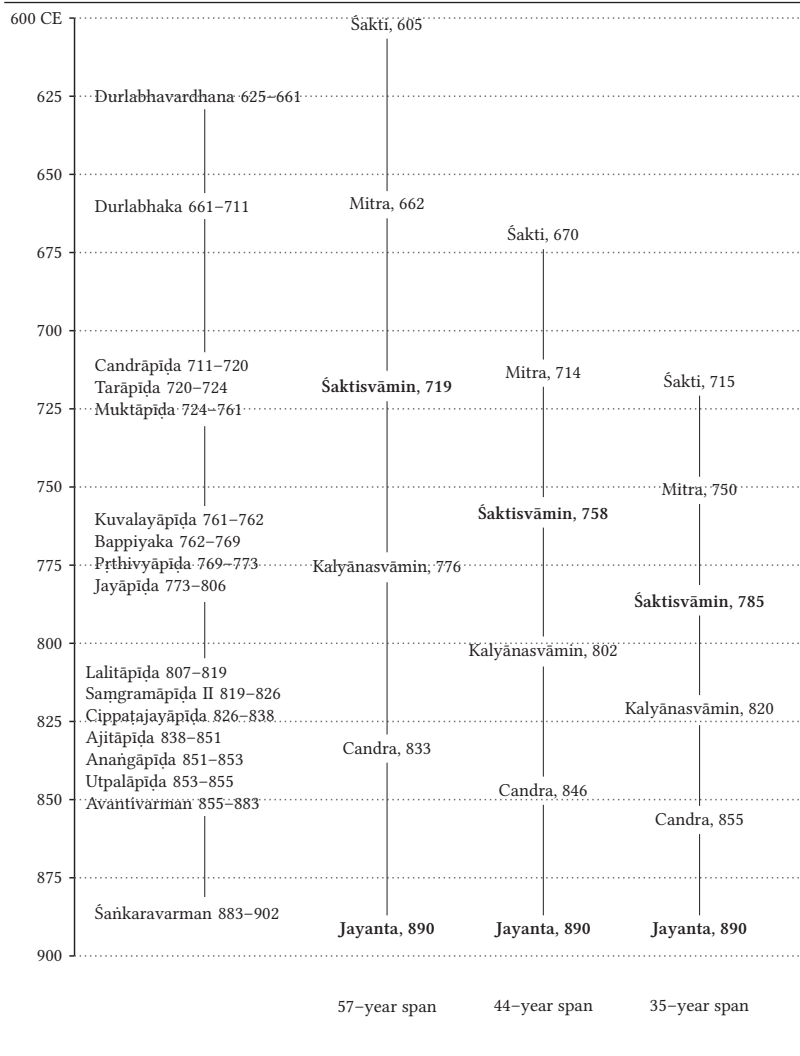 600 CE
625
650
675
700
725
750
775
800
825
850
875
900
Durlabhavardhana 625–661
Durlabhaka 661–711
Candrāpīḍa 711–720
Tarāpīḍa 720–724
Muktāpīḍa 724–761
Kuvalayāpīḍa 761–762
Bappiyaka 762–769
Pṛthivyāpīḍa 769–773
Jayāpīḍa 773–806
Lalitāpīḍa 807–819
Saṃgramāpīḍa II 819–826
Cippaṭajayāpīḍa 826–838
Ajitāpīḍa 838–851
Anaṅgāpīḍa 851–853
Utpalāpīḍa 853–855
Avantivarman 855–883
Śaṅkaravarman 883–902
Śakti, 605
Mitra, 662
Śaktisvāmin, 719
Kalyānasvāmin, 776
Candra, 833
Jayanta, 890
57–year span
Śakti, 670
Mitra, 714
Śaktisvāmin, 758
Kalyānasvāmin, 802
Candra, 846
Jayanta, 890
44–year span
Śakti, 715
Mitra, 750
Śaktisvāmin, 785
Kalyānasvāmin, 820
Candra, 855
Jayanta, 890
35–year span